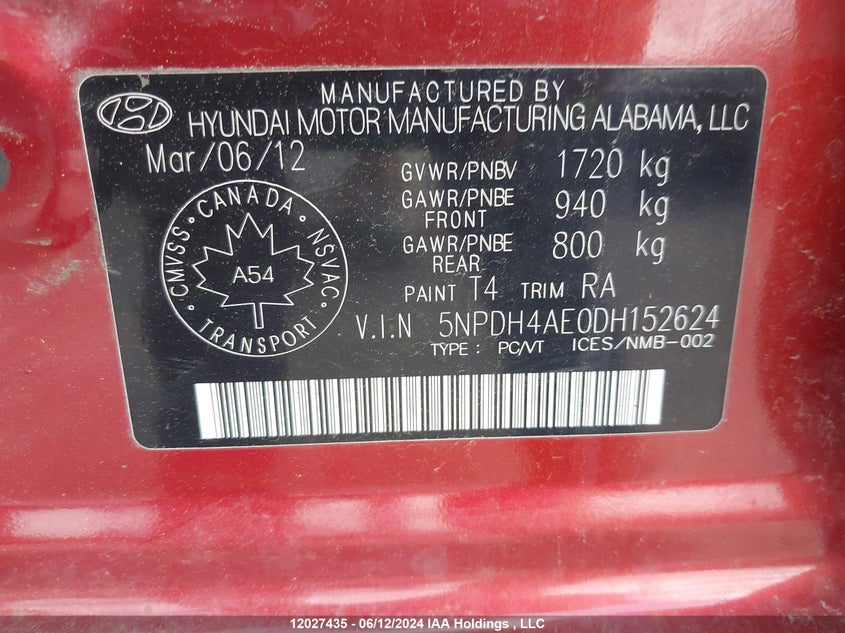 MANUFACTURED BY
HYUNDAI MOTOR MANUFACTURING ALABAMA, LLC
Mar/06/12
GVWR/PNBV 1720 kg
GAWR/PNBE FRONT 940 kg
GAWR/PNBE REAR 800 kg
PAINT T4 TRIM RA
V.I.N 5NPDH4AE0DH152624
TYPE : PC/VT ICES/NMB-002
CMVSS · CANADA · NSVAC
A54
TRANSPORT
12027435 - 06/12/2024 IAA Holdings , LLC